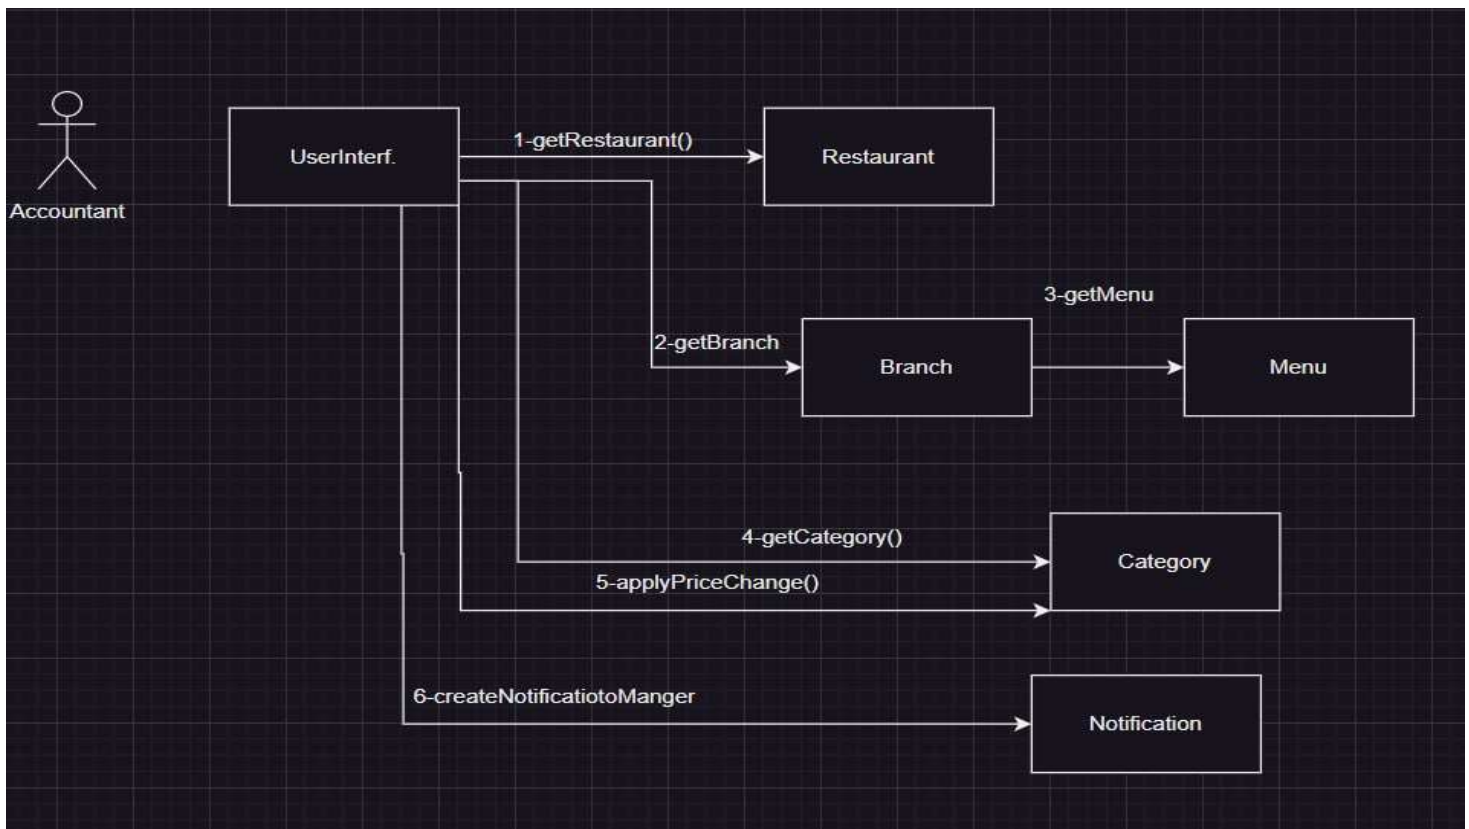 1-getRestaurant()
UserInterf.
Restaurant
Accountant
3-getMenu
2-getBranch
Branch
Menu
4-getCategory()
Category
5-applyPriceChange()
6-createNotificatiotoManger
Notification